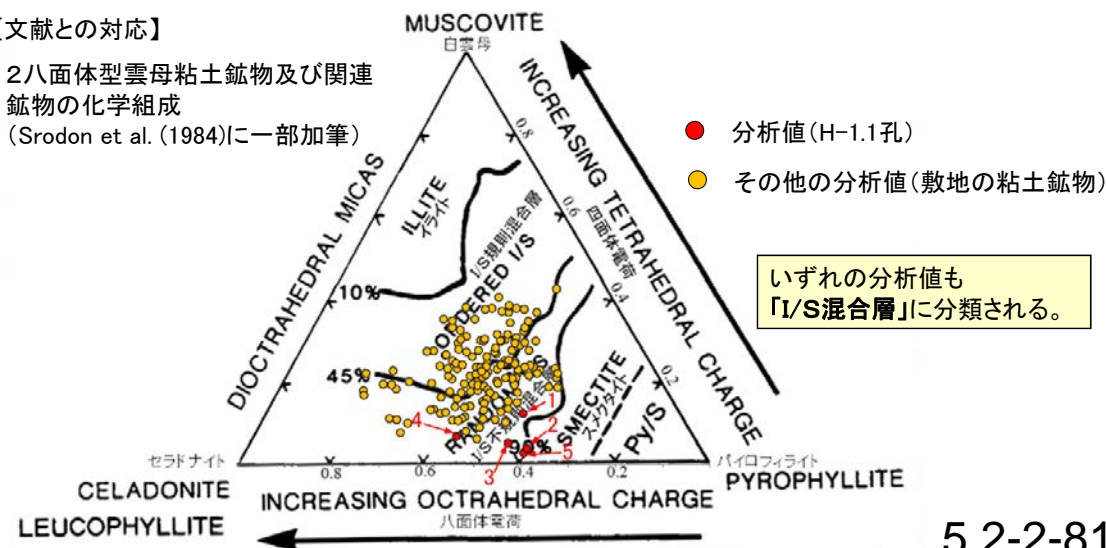 【文献との対応】
2八面体型雲母粘土鉱物及び関連
鉱物の化学組成
(Srodon et al. (1984)に一部加筆)
MUSCOVITE
白雲母
分析値(H-1.1孔)
その他の分析値(敷地の粘土鉱物)
いずれの分析値も
「I/S混合層」に分類される。
INCREASING TETRAHEDRAL CHARGE
四面体電荷
DIOCTRAHEDRAL MICAS
ILLITE
イライト
I/S規則混合層
ORDERED I/S
RANDOM I/S
I/S不規則混合層
SMECTITE
スメクタイト
Py/S
10%
45%
90%
0.8
0.6
0.4
0.2
1
2
3
4
5
セラドナイト
CELADONITE
LEUCOPHYLLITE
0.8
0.6
0.4
0.2
パイロフィライト
PYROPHYLLITE
INCREASING OCTRAHEDRAL CHARGE
八面体電荷
5.2-2-81